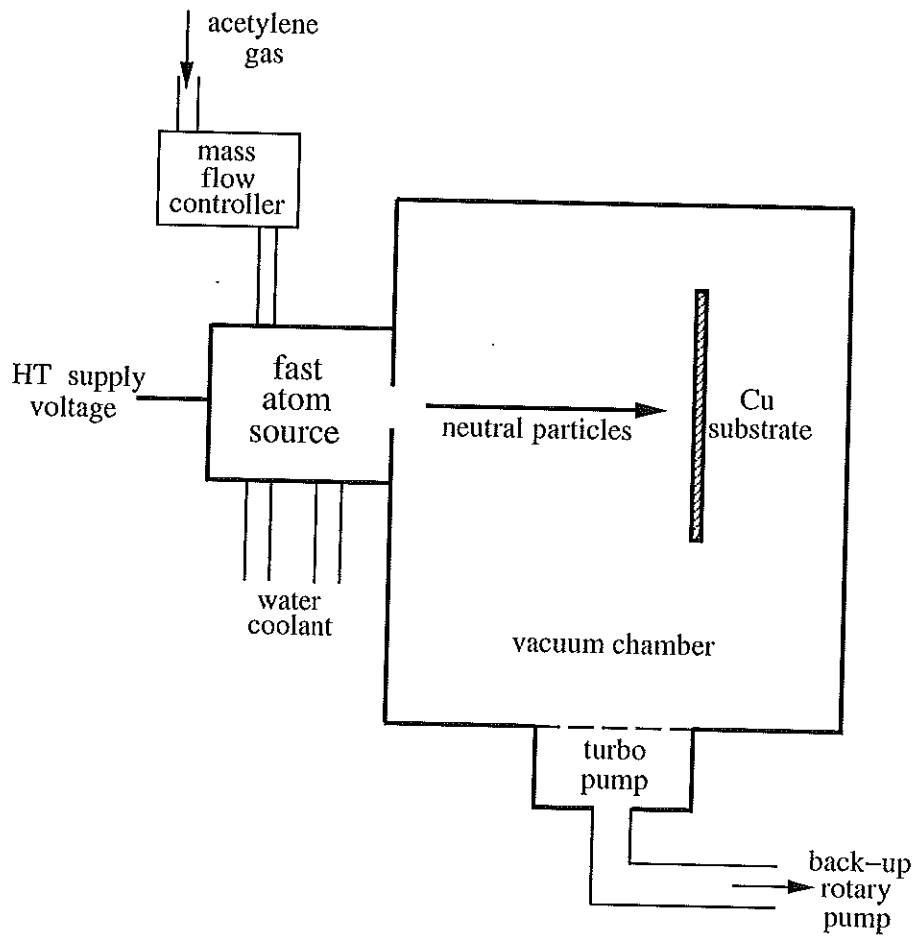 acetylene
gas
mass
flow
controller
HT supply
voltage
fast
atom
source
neutral particles
Cu
substrate
water
coolant
vacuum chamber
turbo
pump
back-up
rotary
pump